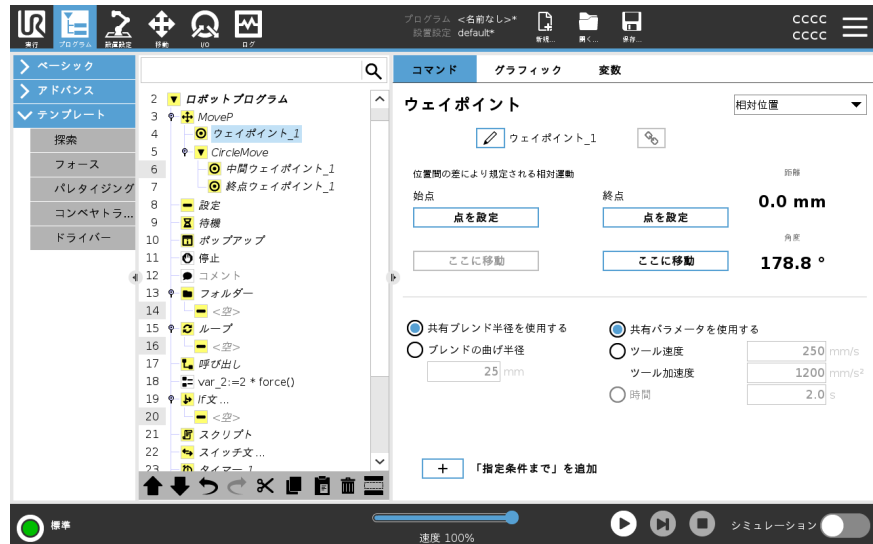 実行
プログラム
設置設定
移動
I/O
ログ
プログラム <名前なし>*
設置設定 default*
新規...
開く...
保存...
cccc
cccc
ベーシック
アドバンス
テンプレート
探索
フォース
パレタイジング
コンベヤトラ...
ドライバー
2 ロボットプログラム
3 MoveP
4 ウェイポイント_1
5 CircleMove
6 中間ウェイポイント_1
7 終点ウェイポイント_1
8 設定
9 待機
10 ポップアップ
11 停止
12 コメント
13 フォルダー
14 <空>
15 ループ
16 <空>
17 呼び出し
18 var_2:=2 * force()
19 If文 ...
20 <空>
21 スクリプト
22 スイッチ文 ...
23 タイマー_1
コマンド グラフィック 変数
ウェイポイント
相対位置
ウェイポイント_1
位置間の差により規定される相対運動
始点
点を設定
ここに移動
終点
点を設定
ここに移動
距離
0.0 mm
角度
178.8 °
共有ブレンド半径を使用する
ブレンドの曲げ半径
25 mm
共有パラメータを使用する
ツール速度 250 mm/s
ツール加速度 1200 mm/s²
時間 2.0 s
+ 「指定条件まで」を追加
標準
速度 100%
シミュレーション